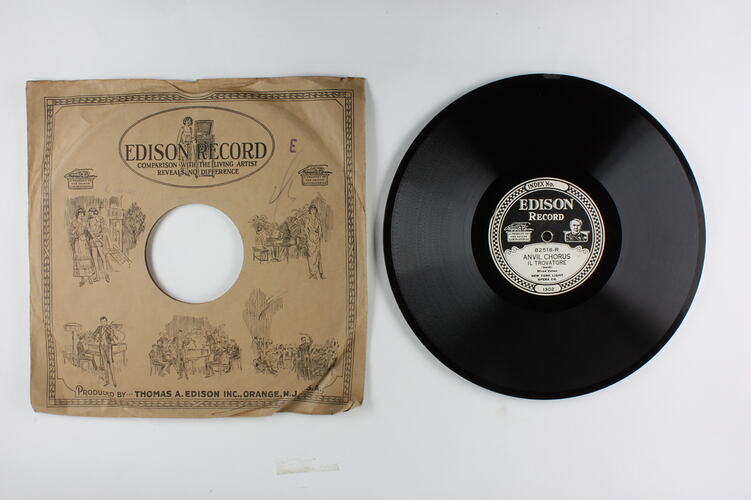 EDISON RECORD
COMPARISON WITH THE LIVING ARTIST
REVEALS NO DIFFERENCE
E
PRODUCED BY THOMAS A. EDISON INC., ORANGE, N.J., U.S.A.
INDEX No.
EDISON
RECORD
82516-R
ANVIL CHORUS
IL TROVATORE
(Verdi)
Mixed Voices
NEW YORK LIGHT
OPERA CO.
1302